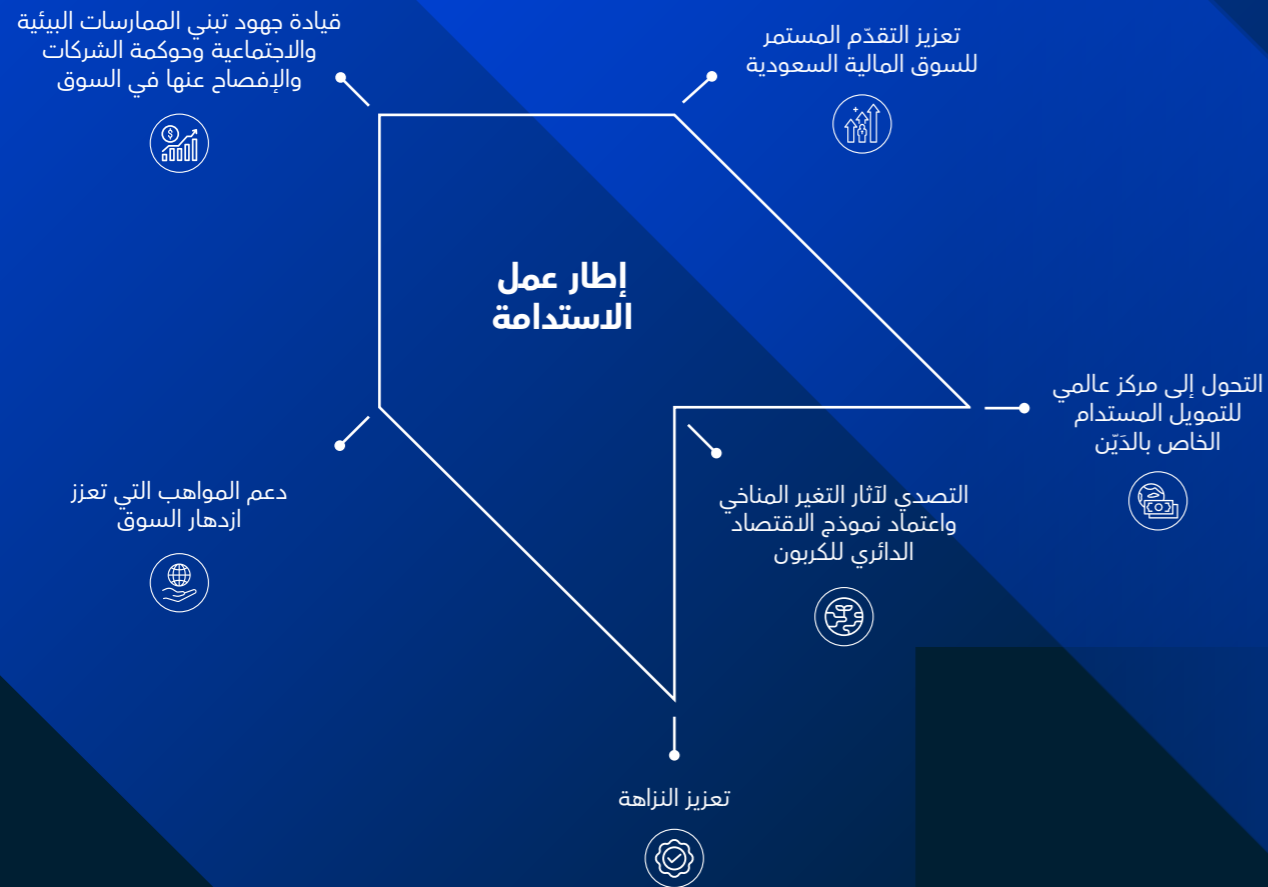 تعزيز التقدّم المستمر
للسوق المالية السعودية
قيادة جهود تبني الممارسات البيئية
والاجتماعية وحوكمة الشركات
والإفصاح عنها في السوق
إطار عمل
الاستدامة
التحول إلى مركز عالمي
للتمويل المستدام
الخاص بالدَيّن
التصدي لآثار التغير المناخي
واعتماد نموذج الاقتصاد
الدائري للكربون
دعم المواهب التي تعزز
ازدهار السوق
تعزيز النزاهة